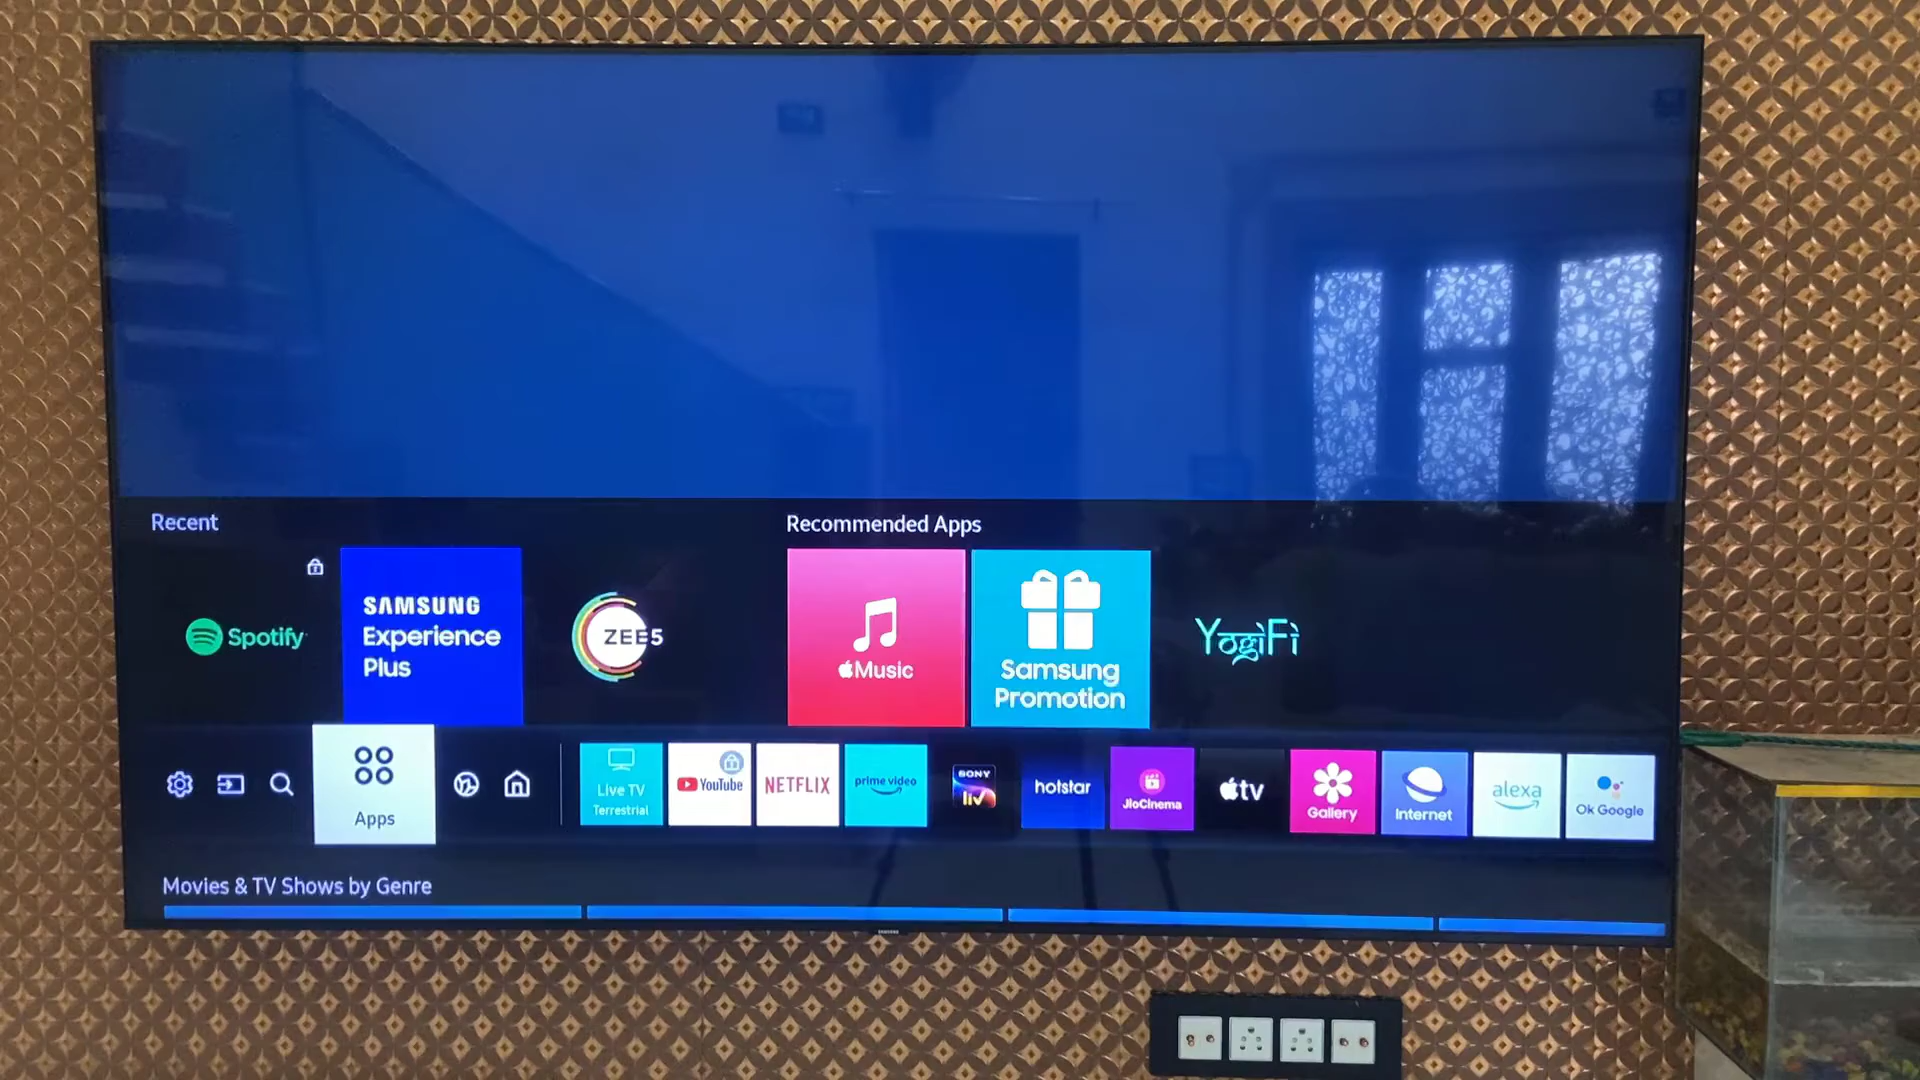 Recent
Recommended Apps
Spotify
SAMSUNG
Experience
Plus
ZEE5
Music
Samsung
Promotion
YogiFi
Apps
Live TV
Terrestrial
YouTube
NETFLIX
prime video
SONY
liv
hotstar
JioCinema
tv
Gallery
Internet
alexa
Ok Google
Movies & TV Shows by Genre
SAMSUNG